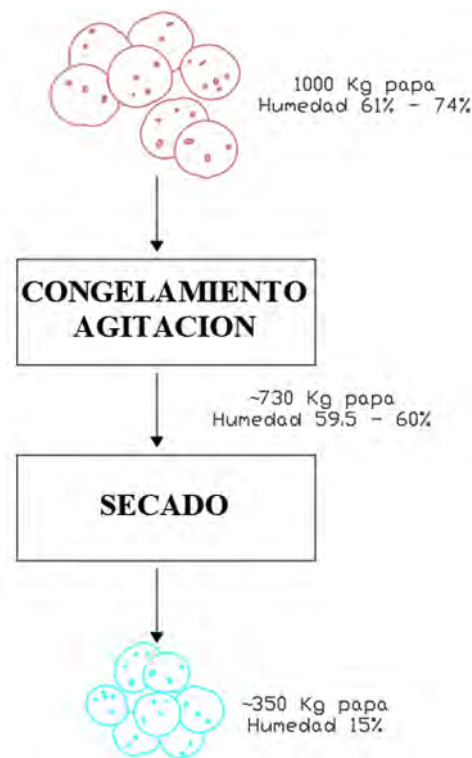 1000 Kg papa
Humedad 61% - 74%
CONGELAMIENTO
AGITACION
~730 Kg papa
Humedad 59.5 - 60%
SECADO
~350 Kg papa
Humedad 15%